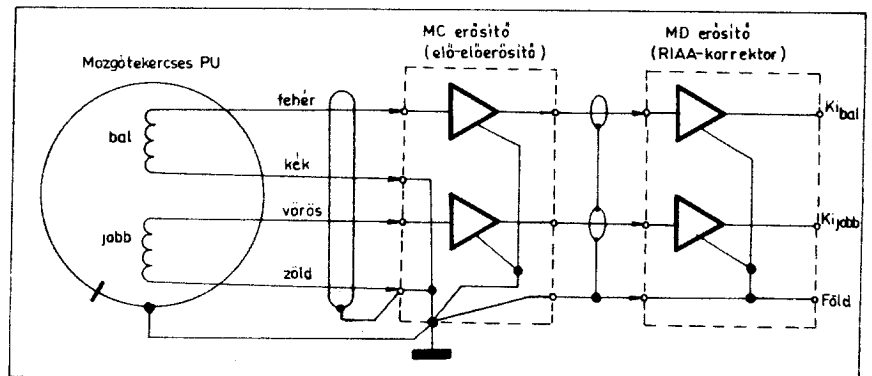 MC erősítő
(elő-előerősítő)
MD erősítő
(RIAA-korrektor)
Mozgótekercses PU
fehér
bal
kék
vörös
jobb
zöld
Ki bal
Ki jobb
Föld